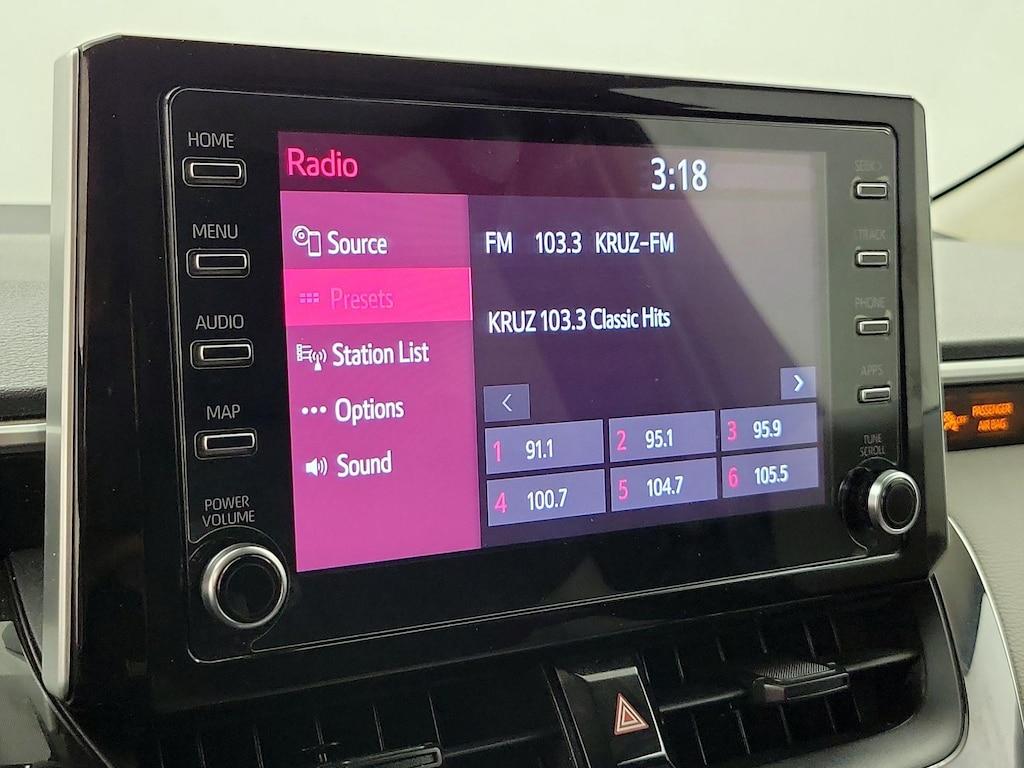 HOME
MENU
AUDIO
MAP
POWER
VOLUME
Radio
3:18
Source
Presets
Station List
Options
Sound
FM 103.3 KRUZ-FM
KRUZ 103.3 Classic Hits
<
>
1 91.1
2 95.1
3 95.9
4 100.7
5 104.7
6 105.5
SEEK >
TRACK
PHONE
APPS
TUNE
SCROLL
OFF
PASSENGER
AIR BAG